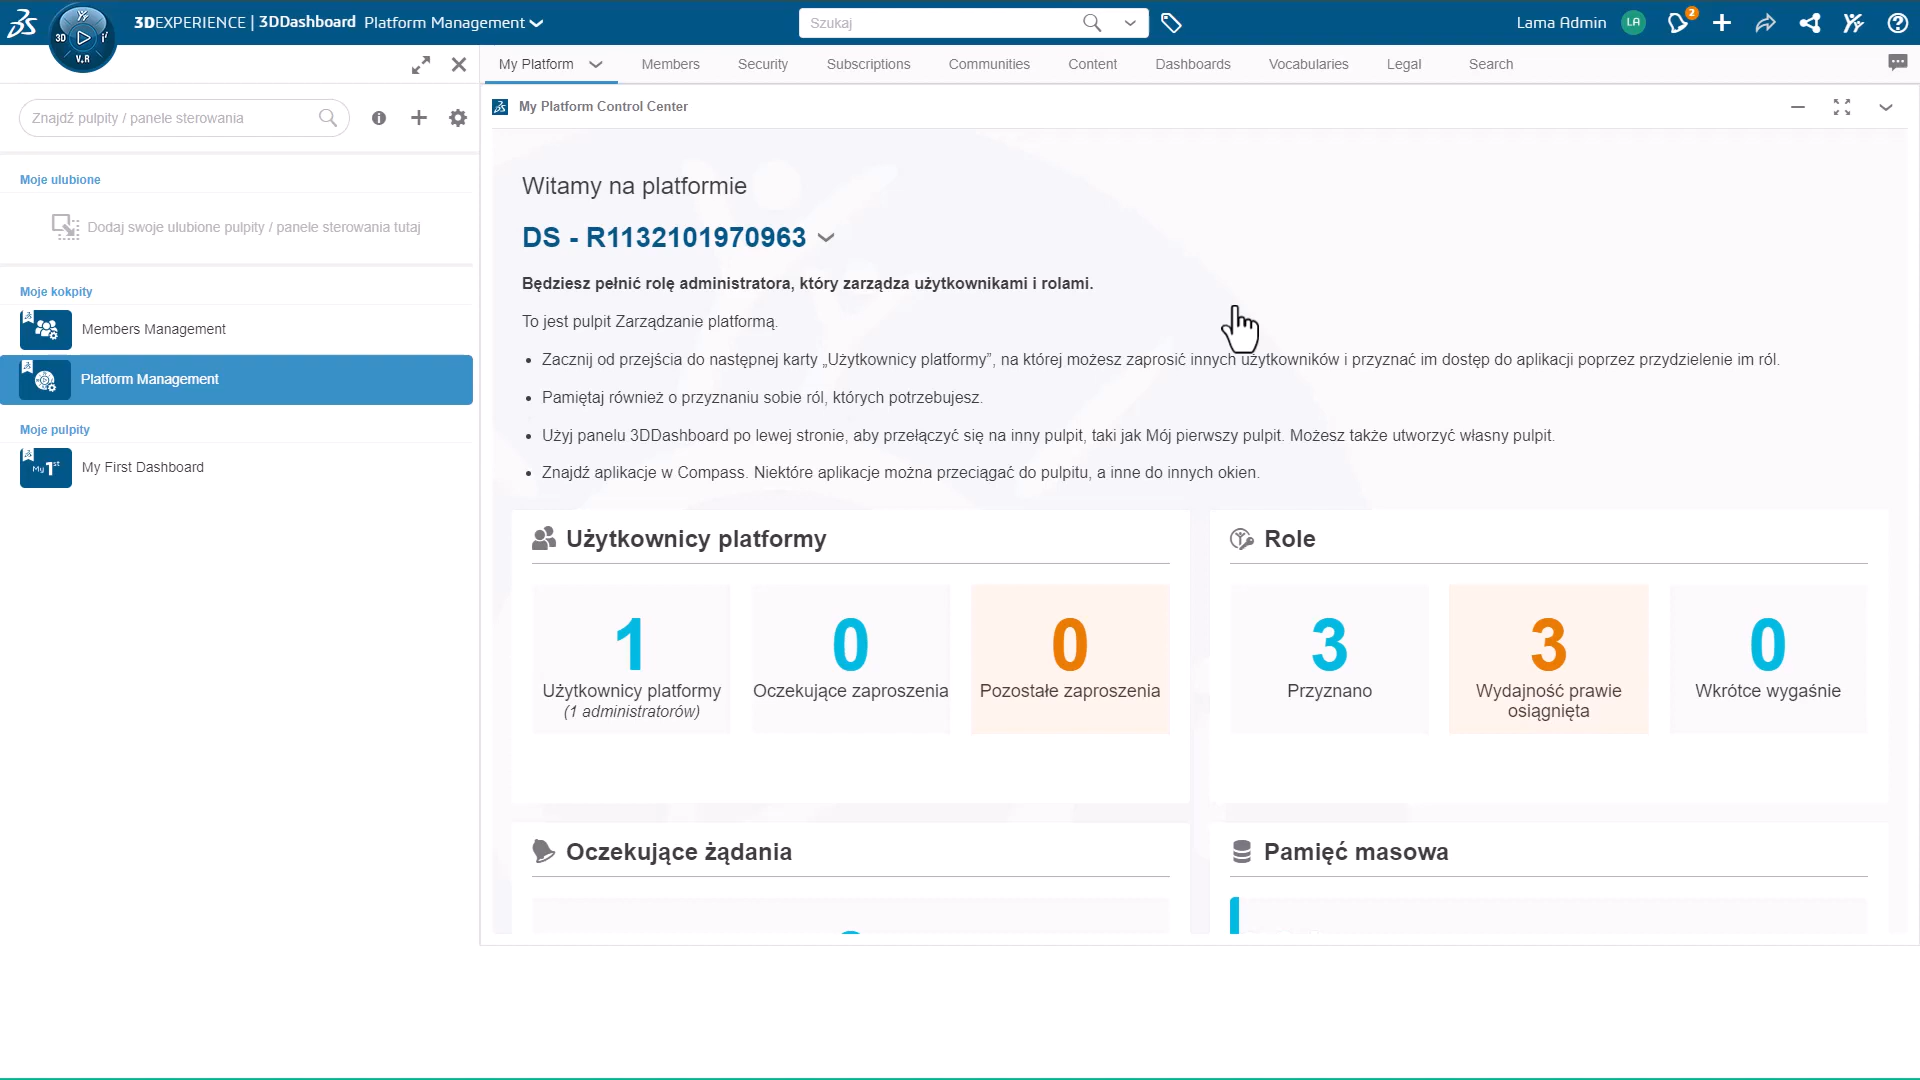 3DEXPERIENCE | 3DDashboard Platform Management
Szukaj
Lama Admin LA 2
3D V.R
My Platform Members Security Subscriptions Communities Content Dashboards Vocabularies Legal Search
Znajdź pulpity / panele sterowania
Moje ulubione
Dodaj swoje ulubione pulpity / panele sterowania tutaj
Moje kokpity
Members Management
Platform Management
Moje pulpity
My 1st My First Dashboard
My Platform Control Center
Witamy na platformie
DS - R1132101970963
Będziesz pełnić rolę administratora, który zarządza użytkownikami i rolami.
To jest pulpit Zarządzanie platformą.
• Zacznij od przejścia do następnej karty „Użytkownicy platformy”, na której możesz zaprosić innych użytkowników i przyznać im dostęp do aplikacji poprzez przydzielenie im ról.
• Pamiętaj również o przyznaniu sobie ról, których potrzebujesz.
• Użyj panelu 3DDashboard po lewej stronie, aby przełączyć się na inny pulpit, taki jak Mój pierwszy pulpit. Możesz także utworzyć własny pulpit.
• Znajdź aplikacje w Compass. Niektóre aplikacje można przeciągać do pulpitu, a inne do innych okien.
Użytkownicy platformy
1
Użytkownicy platformy
(1 administratorów)
0
Oczekujące zaproszenia
0
Pozostałe zaproszenia
Role
3
Przyznano
3
Wydajność prawie
osiągnięta
0
Wkrótce wygaśnie
Oczekujące żądania
Pamięć masowa